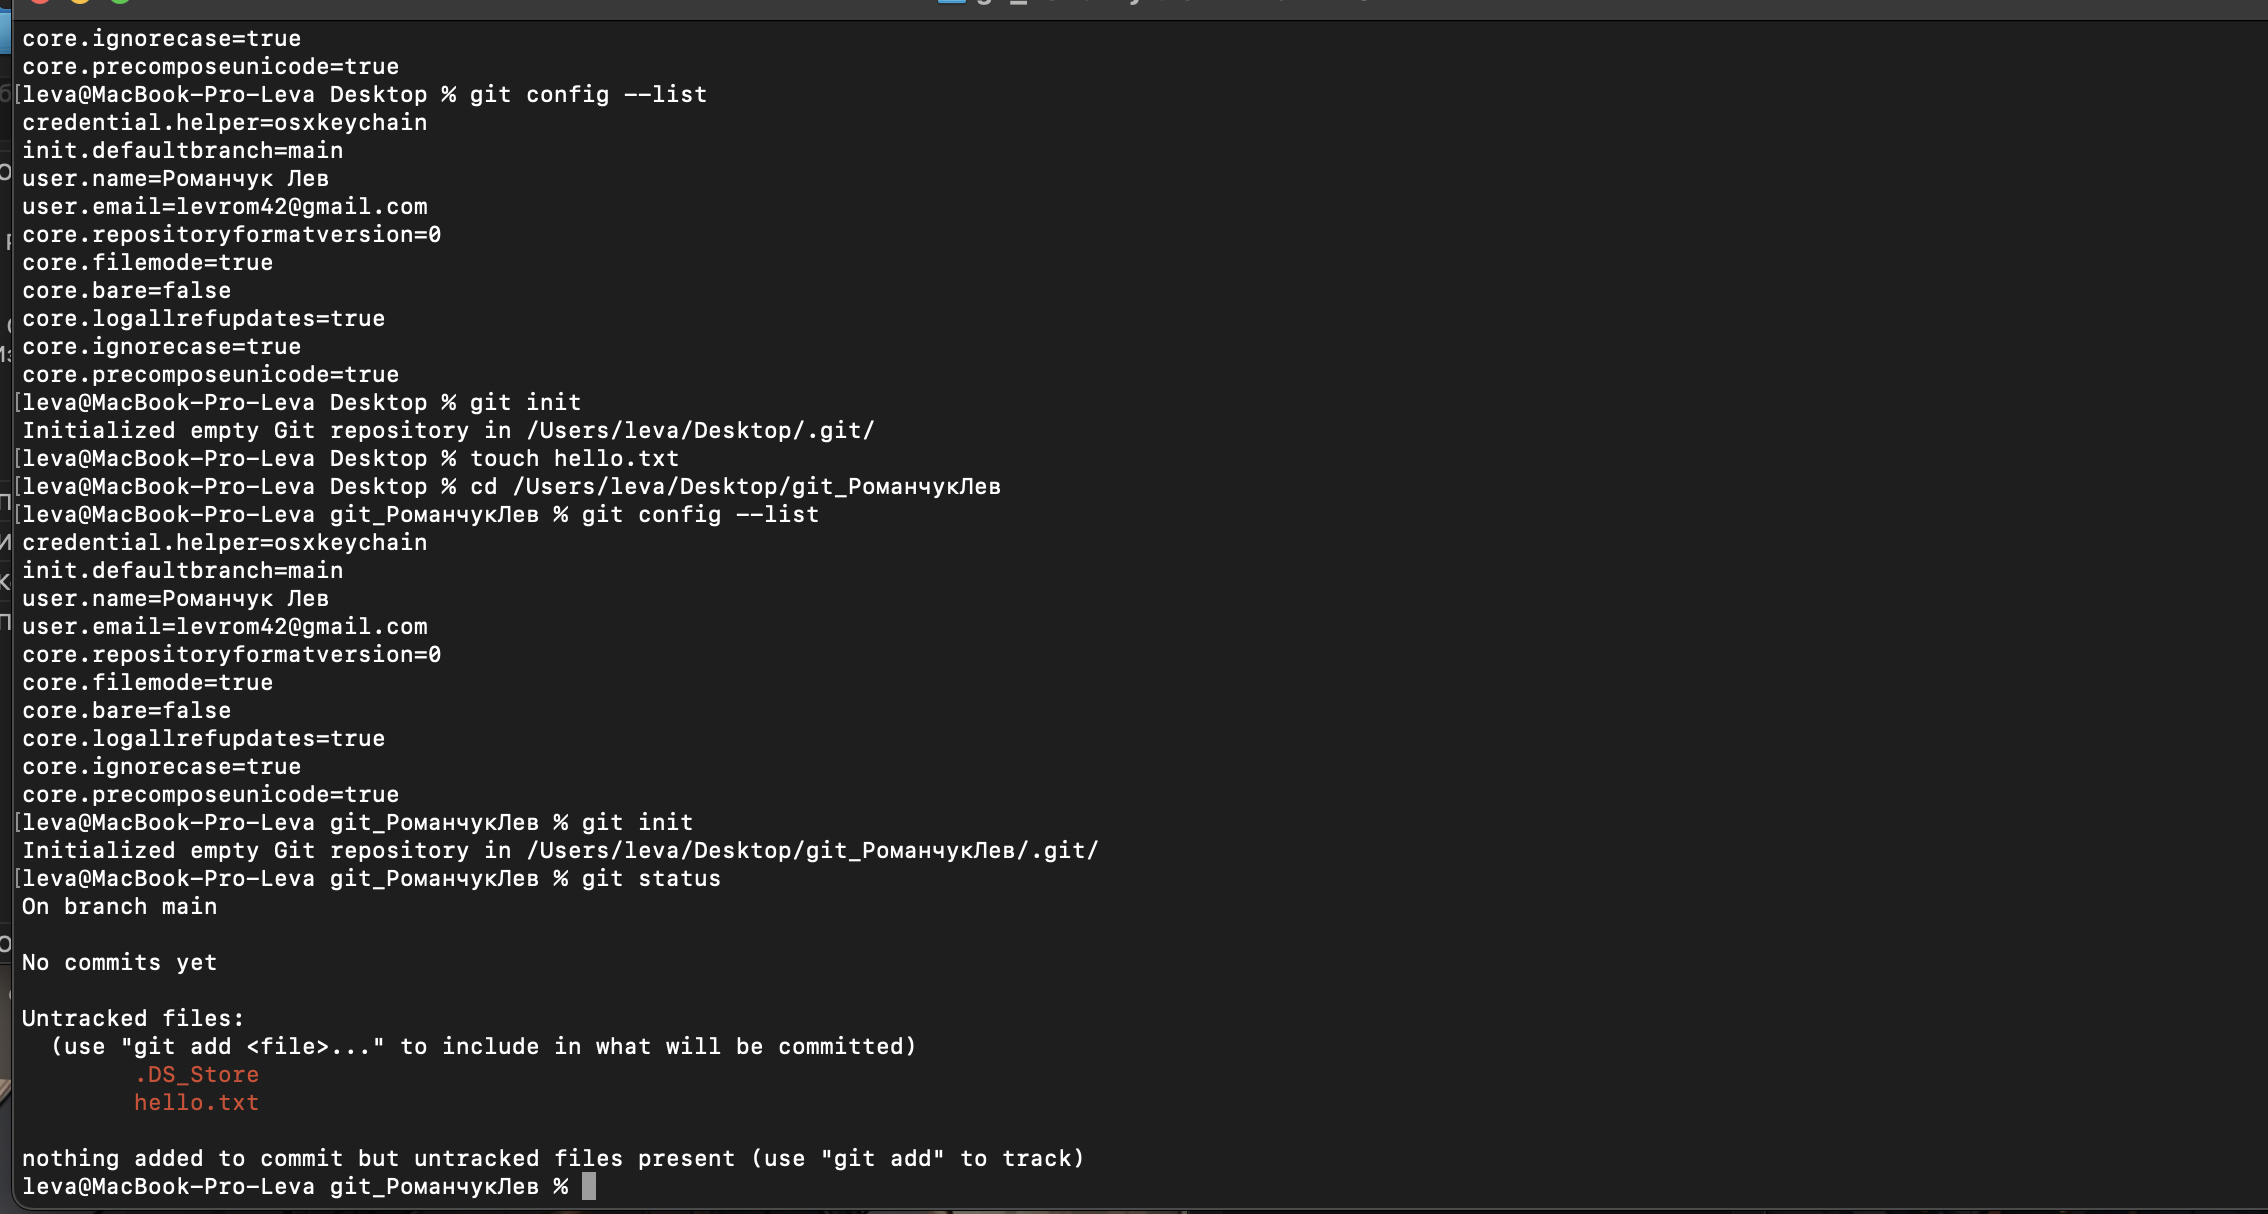 core.ignorecase=true
core.precomposeunicode=true
[leva@MacBook-Pro-Leva Desktop % git config --list
credential.helper=osxkeychain
init.defaultbranch=main
user.name=Романчук Лев
user.email=levrom42@gmail.com
core.repositoryformatversion=0
core.filemode=true
core.bare=false
core.logallrefupdates=true
core.ignorecase=true
core.precomposeunicode=true
[leva@MacBook-Pro-Leva Desktop % git init
Initialized empty Git repository in /Users/leva/Desktop/.git/
[leva@MacBook-Pro-Leva Desktop % touch hello.txt
[leva@MacBook-Pro-Leva Desktop % cd /Users/leva/Desktop/git_РоманчукЛев
[leva@MacBook-Pro-Leva git_РоманчукЛев % git config --list
credential.helper=osxkeychain
init.defaultbranch=main
user.name=Романчук Лев
user.email=levrom42@gmail.com
core.repositoryformatversion=0
core.filemode=true
core.bare=false
core.logallrefupdates=true
core.ignorecase=true
core.precomposeunicode=true
[leva@MacBook-Pro-Leva git_РоманчукЛев % git init
Initialized empty Git repository in /Users/leva/Desktop/git_РоманчукЛев/.git/
[leva@MacBook-Pro-Leva git_РоманчукЛев % git status
On branch main
No commits yet
Untracked files:
(use "git add <file>..." to include in what will be committed)
.DS_Store
hello.txt
nothing added to commit but untracked files present (use "git add" to track)
leva@MacBook-Pro-Leva git_РоманчукЛев %